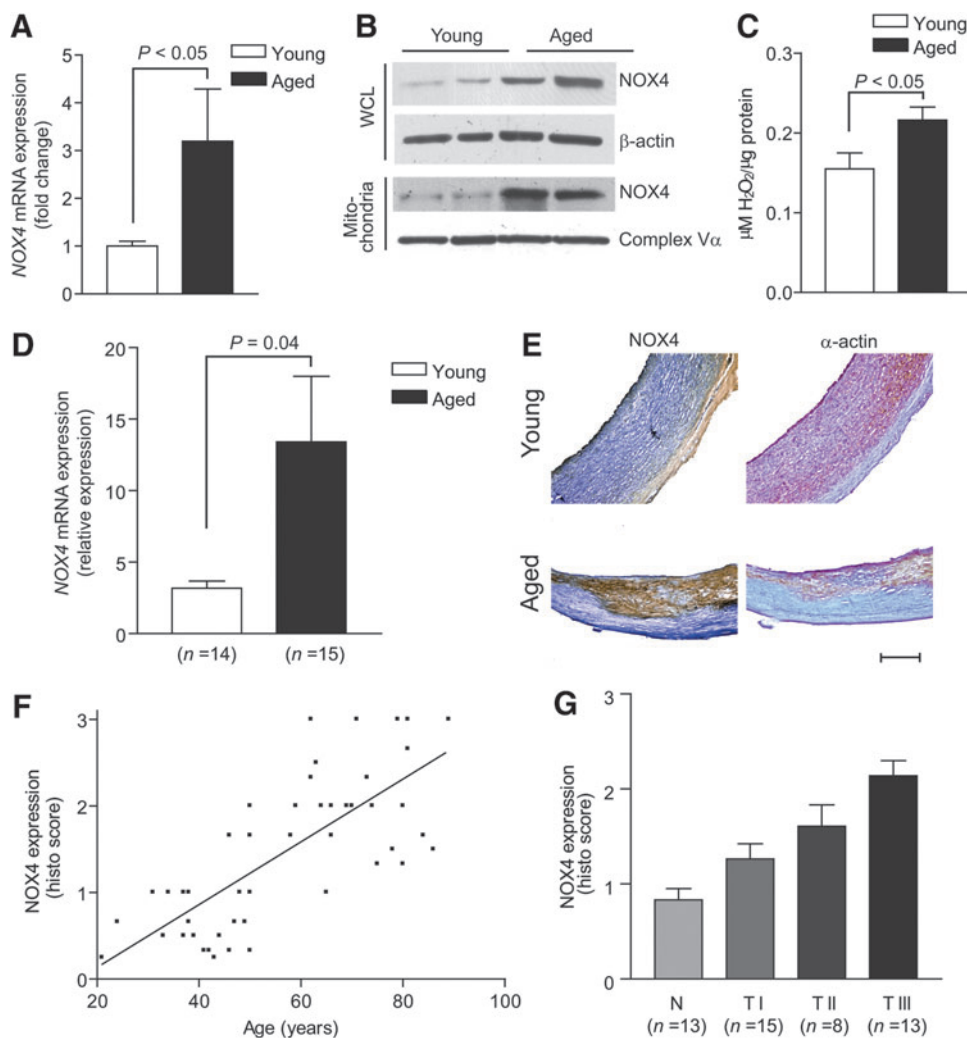 A
NOX4 mRNA expression
(fold change)
5
4
3
2
1
0
P < 0.05
Young
Aged
B
Young Aged
WCL
NOX4
β-actin
Mito-
chondria
NOX4
Complex Vα
C
Young
Aged
P < 0.05
μM H₂O₂/μg protein
0.3
0.2
0.1
0.0
D
NOX4 mRNA expression
(relative expression)
20
15
10
5
0
P = 0.04
Young
Aged
(n =14) (n =15)
E
NOX4 α-actin
Young
Aged
F
NOX4 expression
(histo score)
3
2
1
0
20 40 60 80 100
Age (years)
G
NOX4 expression
(histo score)
3
2
1
0
N T I T II T III
(n =13) (n =15) (n =8) (n =13)